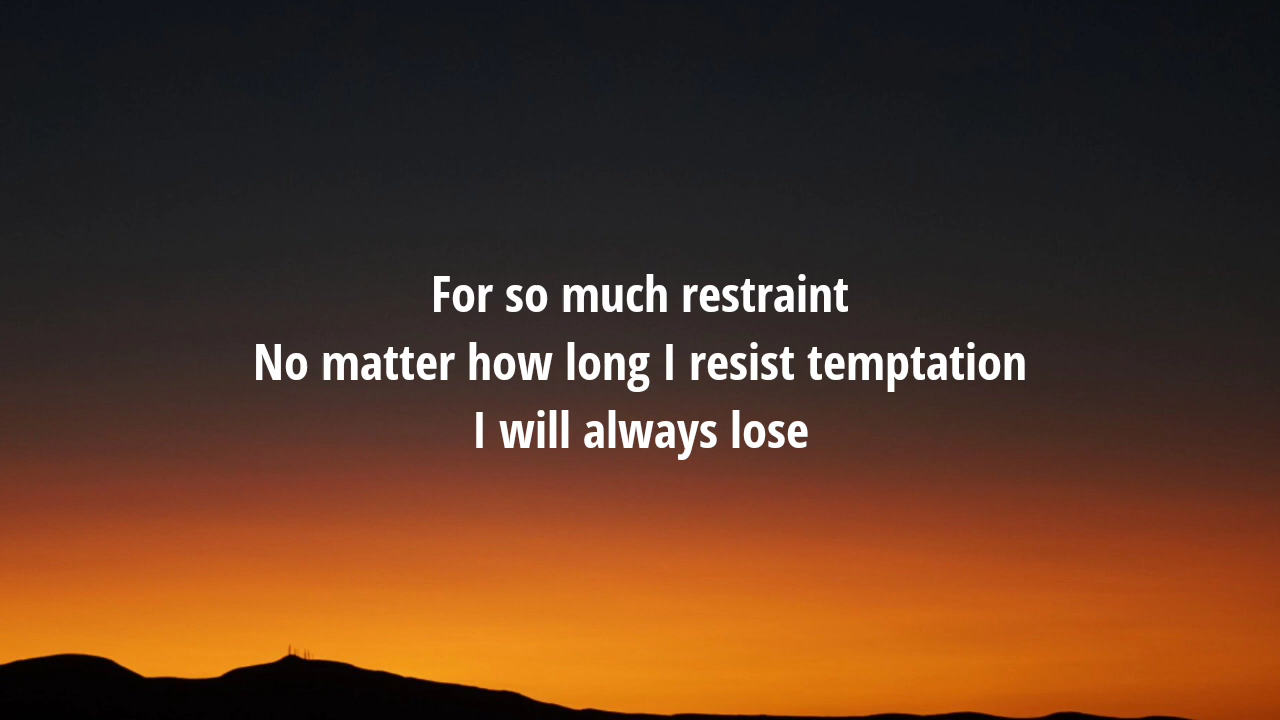 For so much restraint
No matter how long I resist temptation
I will always lose